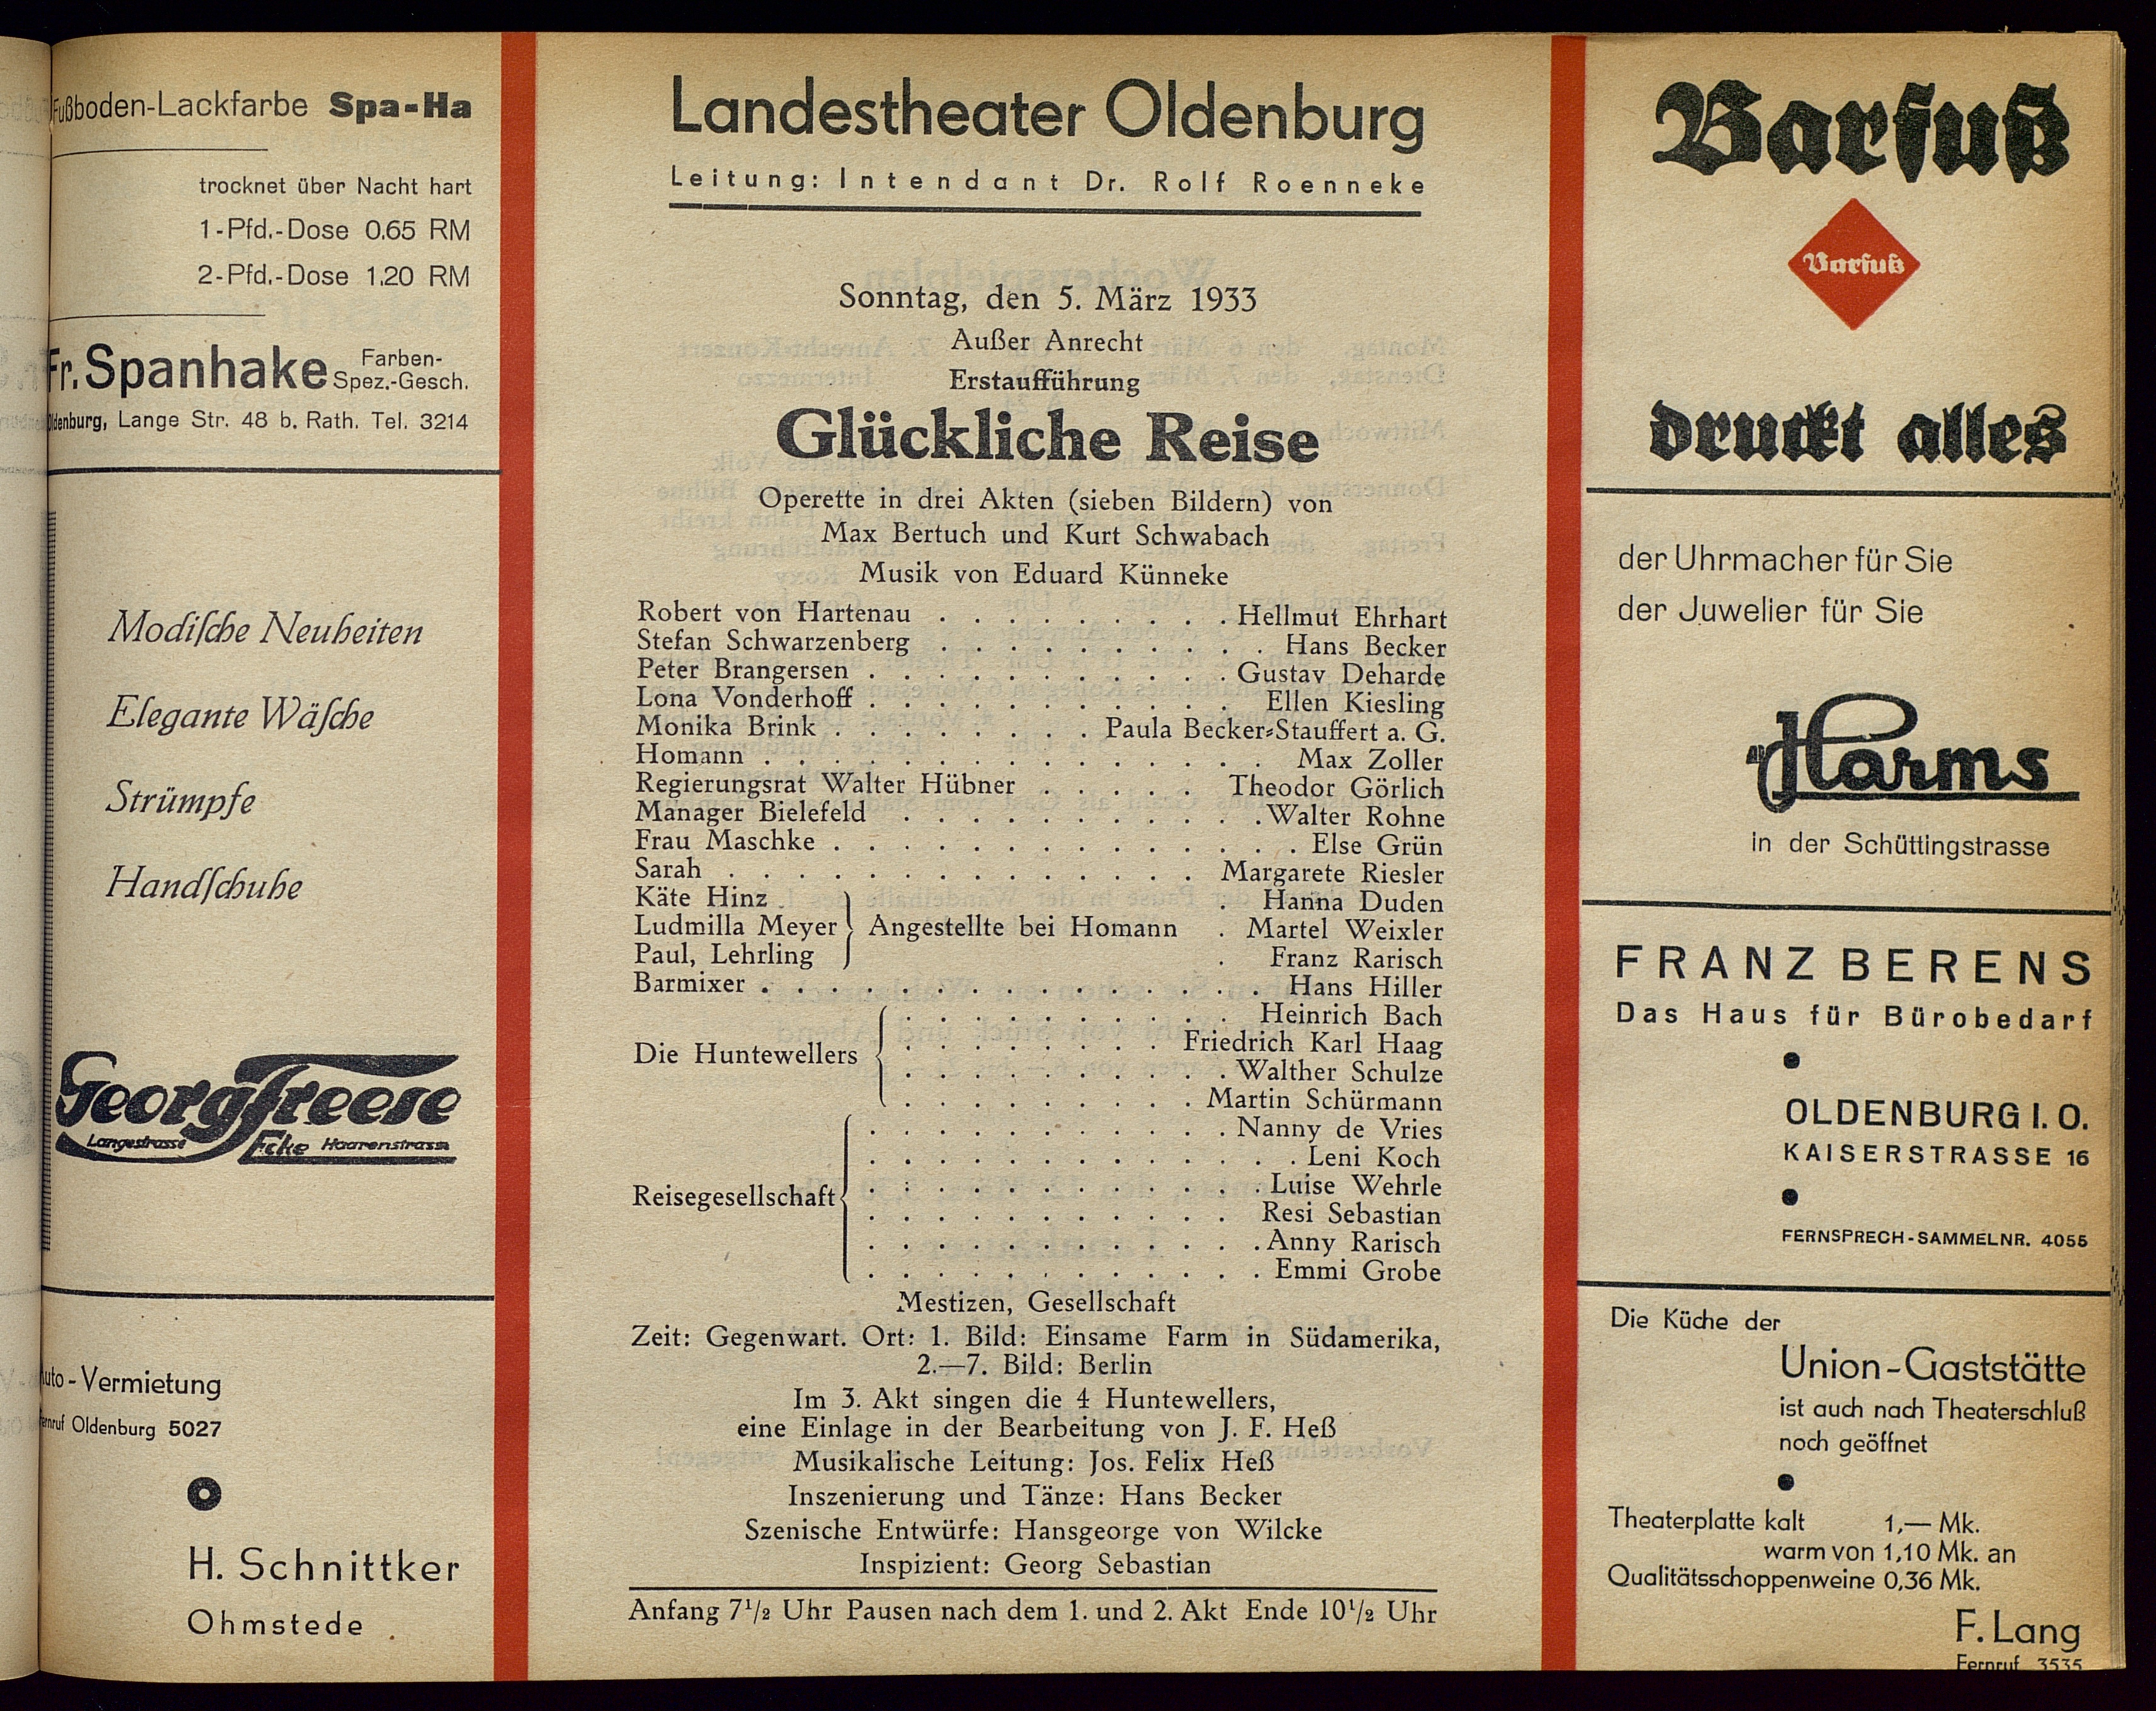 Fußboden-Lackfarbe Spa-Ha
trocknet über Nacht hart
1-Pfd.-Dose 0.65 RM
2-Pfd.-Dose 1.20 RM
Fr. Spanhake Farben-
Spez.-Gesch.
Oldenburg, Lange Str. 48 b. Rath. Tel. 3214
Modische Neuheiten
Elegante Wäsche
Strümpfe
Handschuhe
Georg Freese
Langestrasse Ecke Haarenstrasse
Auto-Vermietung
Fernruf Oldenburg 5027
H. Schnittker
Ohmstede
Landestheater Oldenburg
Leitung: Intendant Dr. Rolf Roenneke
Sonntag, den 5. März 1933
Außer Anrecht
Erstaufführung
Glückliche Reise
Operette in drei Akten (sieben Bildern) von
Max Bertuch und Kurt Schwabach
Musik von Eduard Künneke
Robert von Hartenau . . . . . . . . . Hellmut Ehrhart
Stefan Schwarzenberg . . . . . . . . . . Hans Becker
Peter Brangersen . . . . . . . . . . . Gustav Deharde
Lona Vonderhoff . . . . . . . . . . . Ellen Kiesling
Monika Brink . . . . . . . . Paula Becker-Stauffert a. G.
Homann . . . . . . . . . . . . . . . Max Zoller
Regierungsrat Walter Hübner . . . . . Theodor Görlich
Manager Bielefeld . . . . . . . . . . . Walter Rohne
Frau Maschke . . . . . . . . . . . . . . Else Grün
Sarah . . . . . . . . . . . . . . Margarete Riesler
Käte Hinz . . Hanna Duden
Ludmilla Meyer } Angestellte bei Homann . Martel Weixler
Paul, Lehrling . Franz Rarisch
Barmixer . . . . . . . . . . . . . . . Hans Hiller
Die Huntewellers { . . . . . . . . . . Heinrich Bach
. . . . . . . . Friedrich Karl Haag
. . . . . . . . . . Walther Schulze
. . . . . . . . . Martin Schürmann
Reisegesellschaft { . . . . . . . . . . . Nanny de Vries
. . . . . . . . . . . . . Leni Koch
. . . . . . . . . . . . Luise Wehrle
. . . . . . . . . . . Resi Sebastian
. . . . . . . . . . . . Anny Rarisch
. . . . . . . . . . . . Emmi Grobe
Mestizen, Gesellschaft
Zeit: Gegenwart. Ort: 1. Bild: Einsame Farm in Südamerika,
2.—7. Bild: Berlin
Im 3. Akt singen die 4 Huntewellers,
eine Einlage in der Bearbeitung von J. F. Heß
Musikalische Leitung: Jos. Felix Heß
Inszenierung und Tänze: Hans Becker
Szenische Entwürfe: Hansgeorge von Wilcke
Inspizient: Georg Sebastian
Anfang 7½ Uhr Pausen nach dem 1. und 2. Akt Ende 10½ Uhr
Barfuß
Barfuß
druckt alles
der Uhrmacher für Sie
der Juwelier für Sie
Harms
in der Schüttingstrasse
FRANZ BERENS
Das Haus für Bürobedarf
OLDENBURG I. O.
KAISERSTRASSE 16
FERNSPRECH-SAMMELNR. 4055
Die Küche der
Union-Gaststätte
ist auch nach Theaterschluß
noch geöffnet
Theaterplatte kalt 1,— Mk.
warm von 1,10 Mk. an
Qualitätsschoppenweine 0,36 Mk.
F. Lang
Fernruf 3535